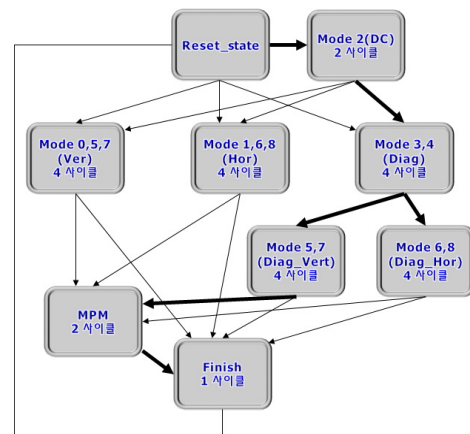 Reset_state
Mode 2(DC)
2 사이클
Mode 0,5,7
(Ver)
4 사이클
Mode 1,6,8
(Hor)
4 사이클
Mode 3,4
(Diag)
4 사이클
Mode 5,7
(Diag_Vert)
4 사이클
Mode 6,8
(Diag_Hor)
4 사이클
MPM
2 사이클
Finish
1 사이클